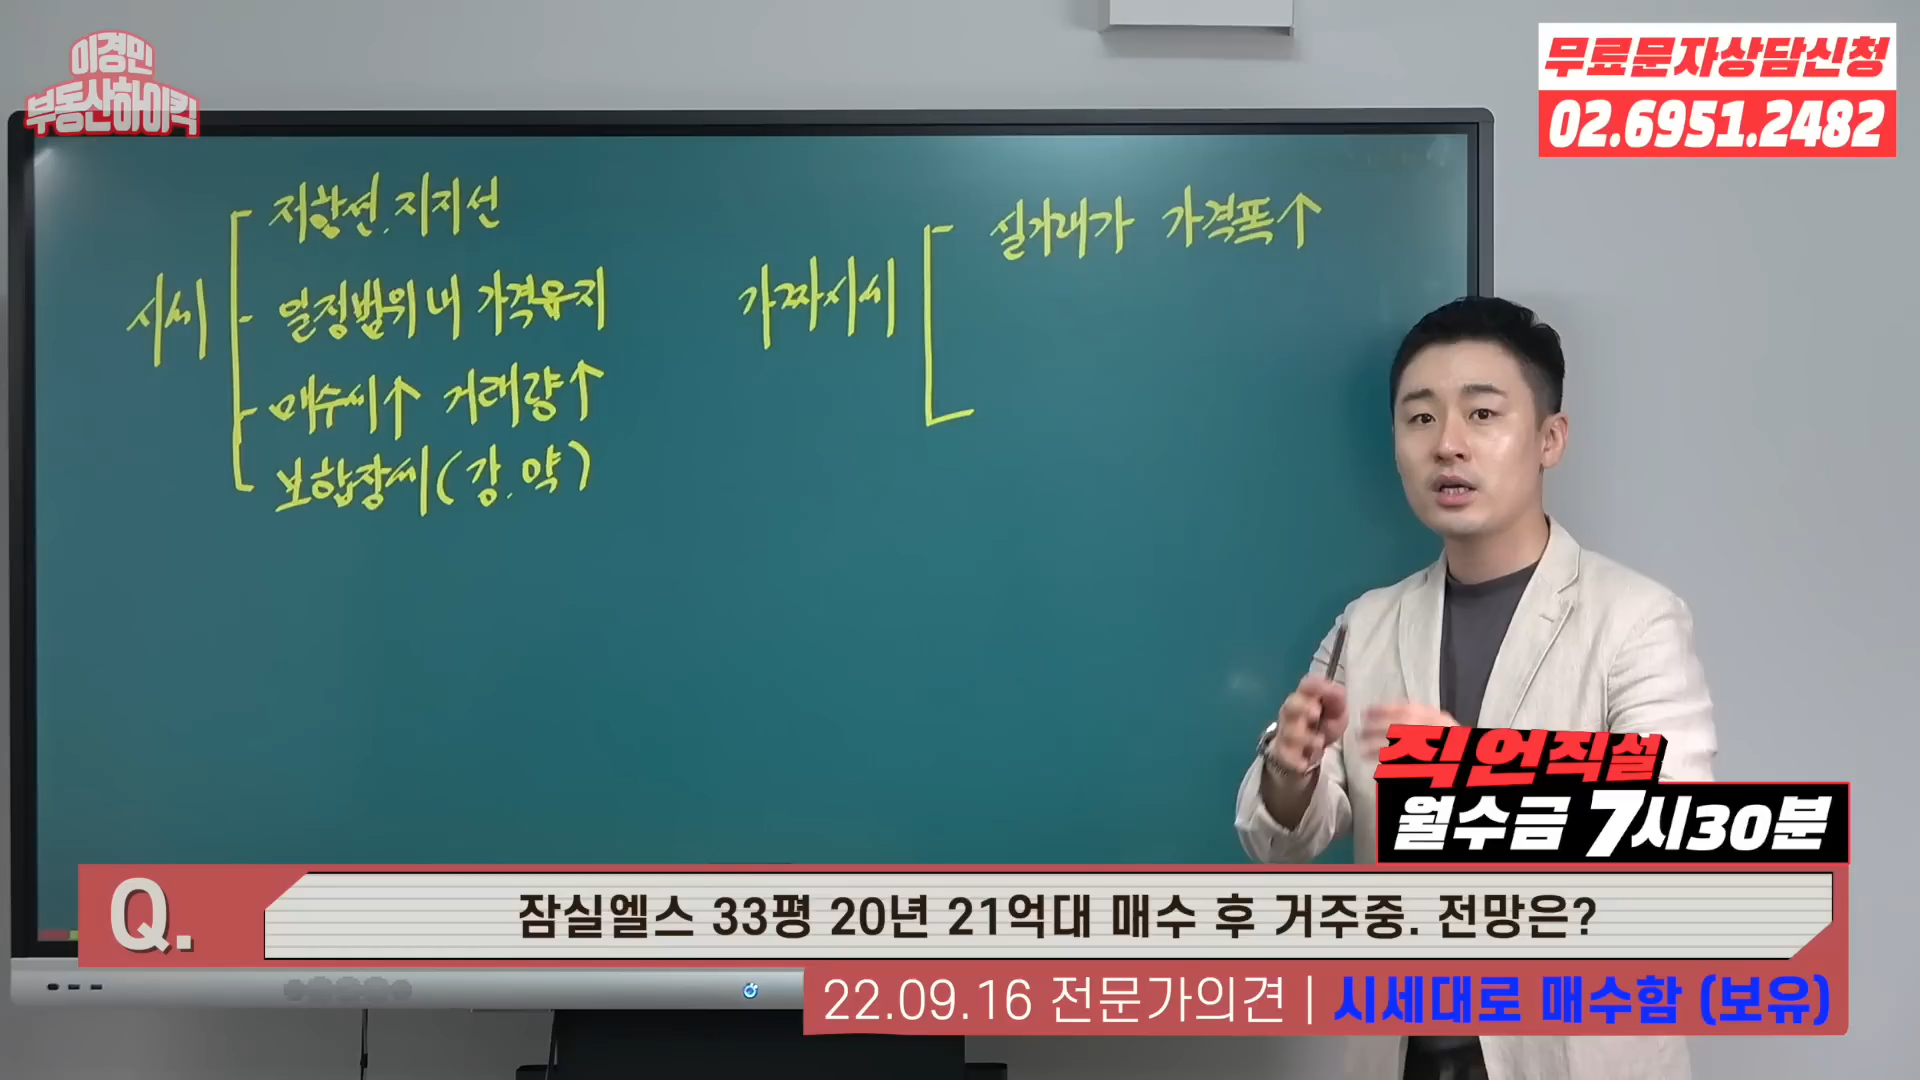 이경민
부동산하이킥
무료문자상담신청
02.6951.2482
시세
저항선, 지지선
일정범위 내 가격유지
매수세↑ 거래량↑
보합장세(강, 약)
가짜시세
실거래가 가격폭↑
직언직설
월수금 7시30분
Q.
잠실엘스 33평 20년 21억대 매수 후 거주중. 전망은?
22.09.16 전문가의견 | 시세대로 매수함 (보유)